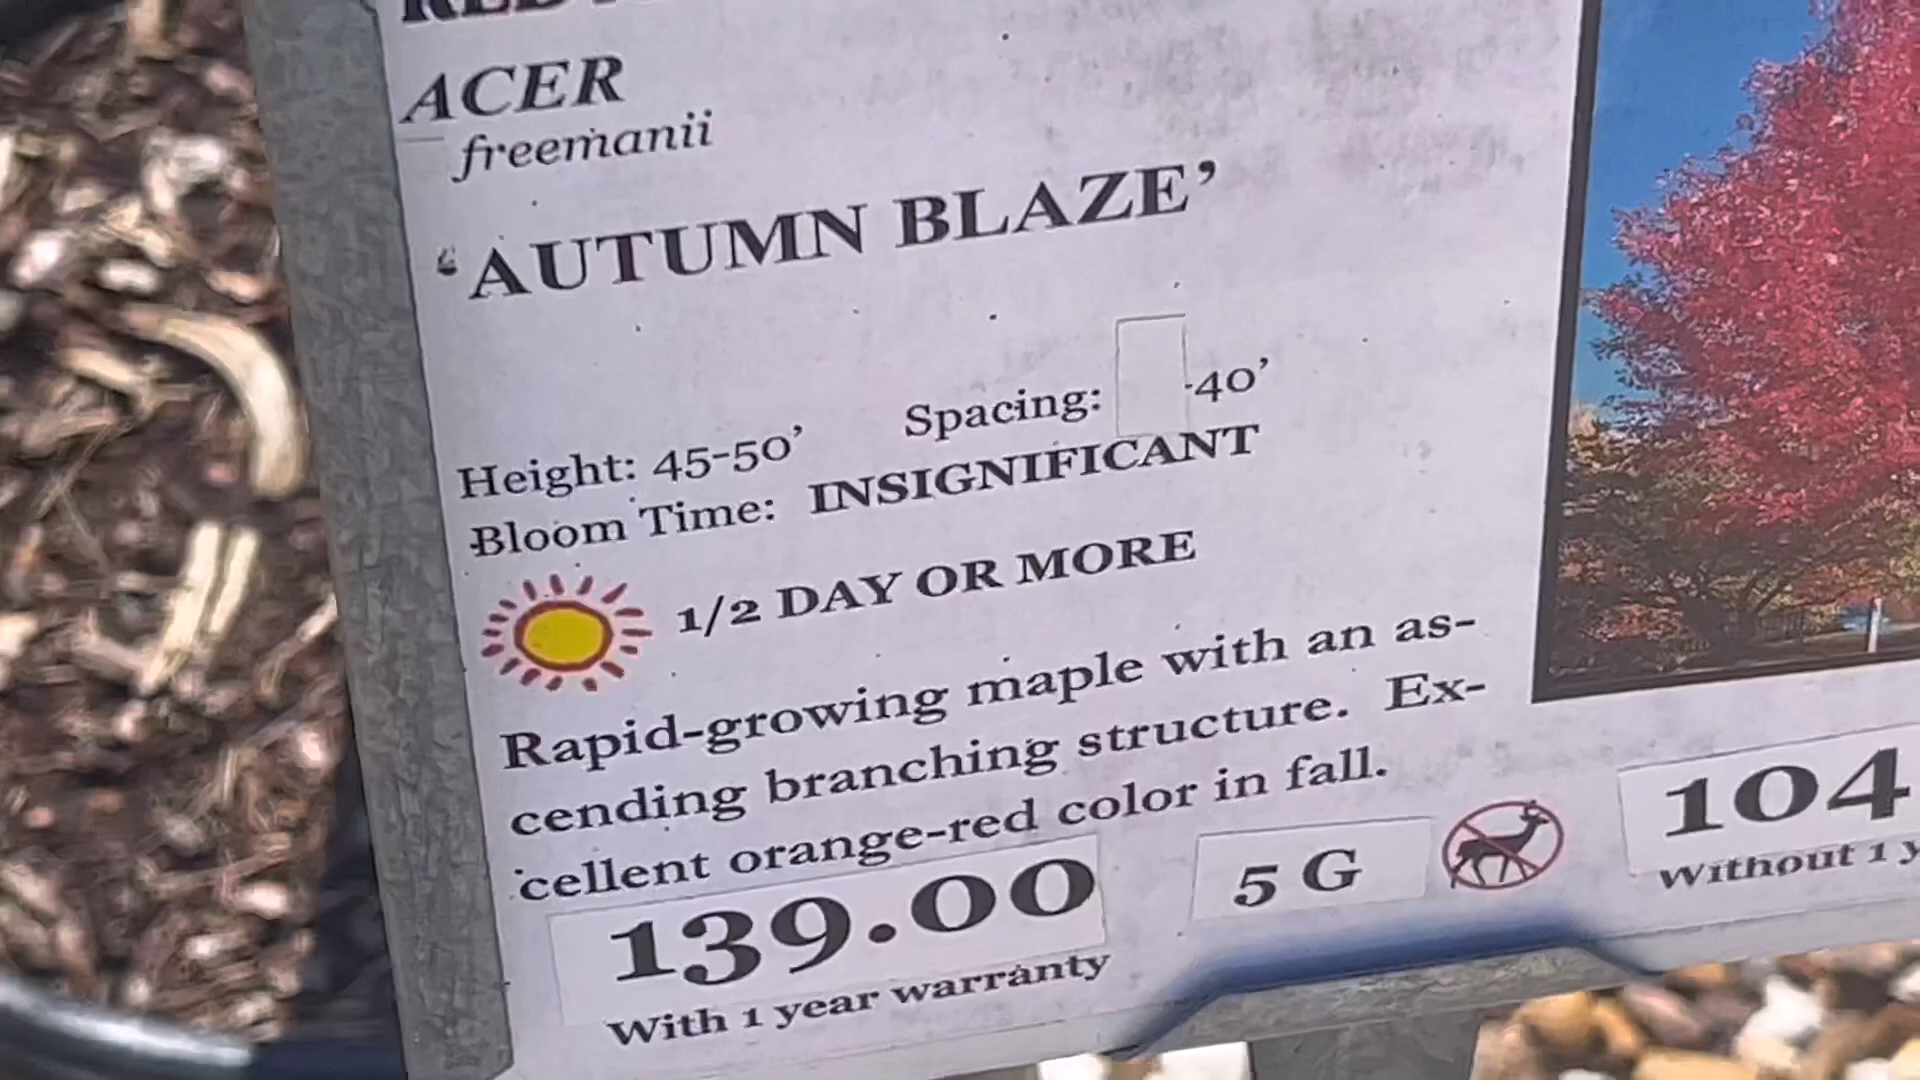 ACER
freemanii
‘AUTUMN BLAZE’
Height: 45-50’ Spacing: -40’
Bloom Time: INSIGNIFICANT
1/2 DAY OR MORE
Rapid-growing maple with an as-
cending branching structure. Ex-
cellent orange-red color in fall.
139.00 5 G 104
With 1 year warranty Without 1 y